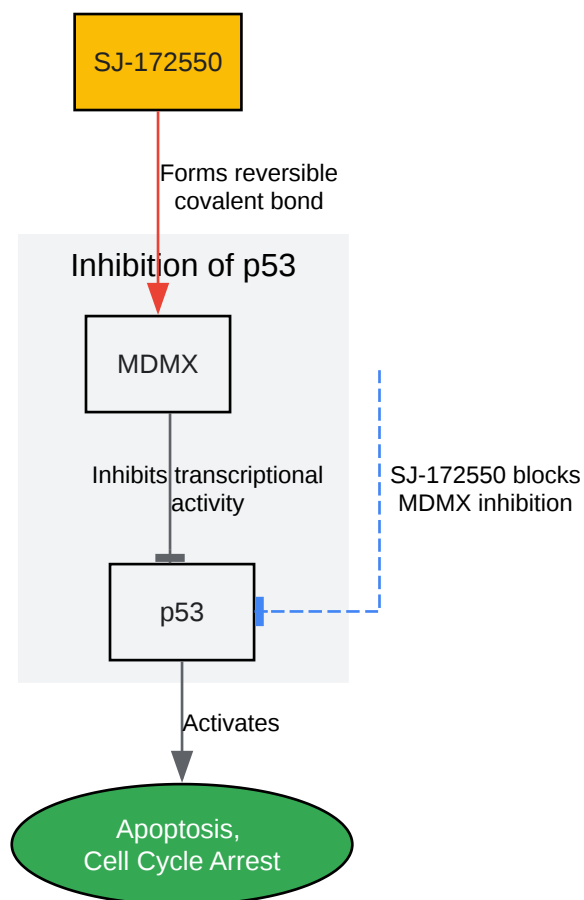 SJ-172550
Forms reversible
covalent bond
Inhibition of p53
MDMX
Inhibits transcriptional
activity
SJ-172550 blocks
MDMX inhibition
p53
Activates
Apoptosis,
Cell Cycle Arrest